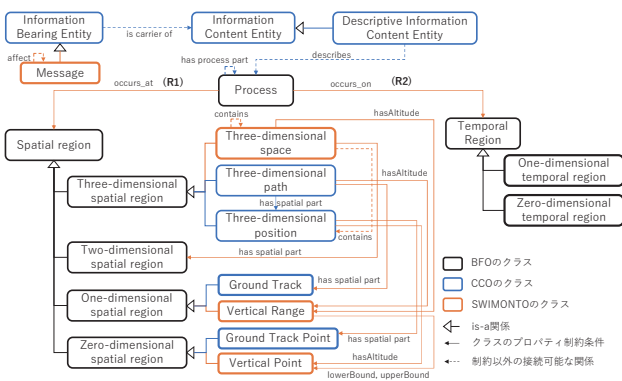 Information
Bearing Entity
is carrier of
Information
Content Entity
Descriptive Information
Content Entity
affect
Message
has process part
describes
occurs_at
(R1)
Process
occurs_on
(R2)
contains
hasAltitude
Spatial region
Three-dimensional
space
Temporal
Region
hasAltitude
One-dimensional
temporal region
Three-dimensional
spatial region
Three-dimensional
path
has spatial part
Zero-dimensional
temporal region
Three-dimensional
position
contains
Two-dimensional
spatial region
has spatial part
BFOのクラス
Ground Track
has spatial part
CCOのクラス
One-dimensional
spatial region
Vertical Range
SWIMONTOのクラス
is-a関係
Ground Track Point
has spatial part
クラスのプロパティ制約条件
Zero-dimensional
spatial region
Vertical Point
hasAltitude
制約以外の接続可能な関係
lowerBound, upperBound